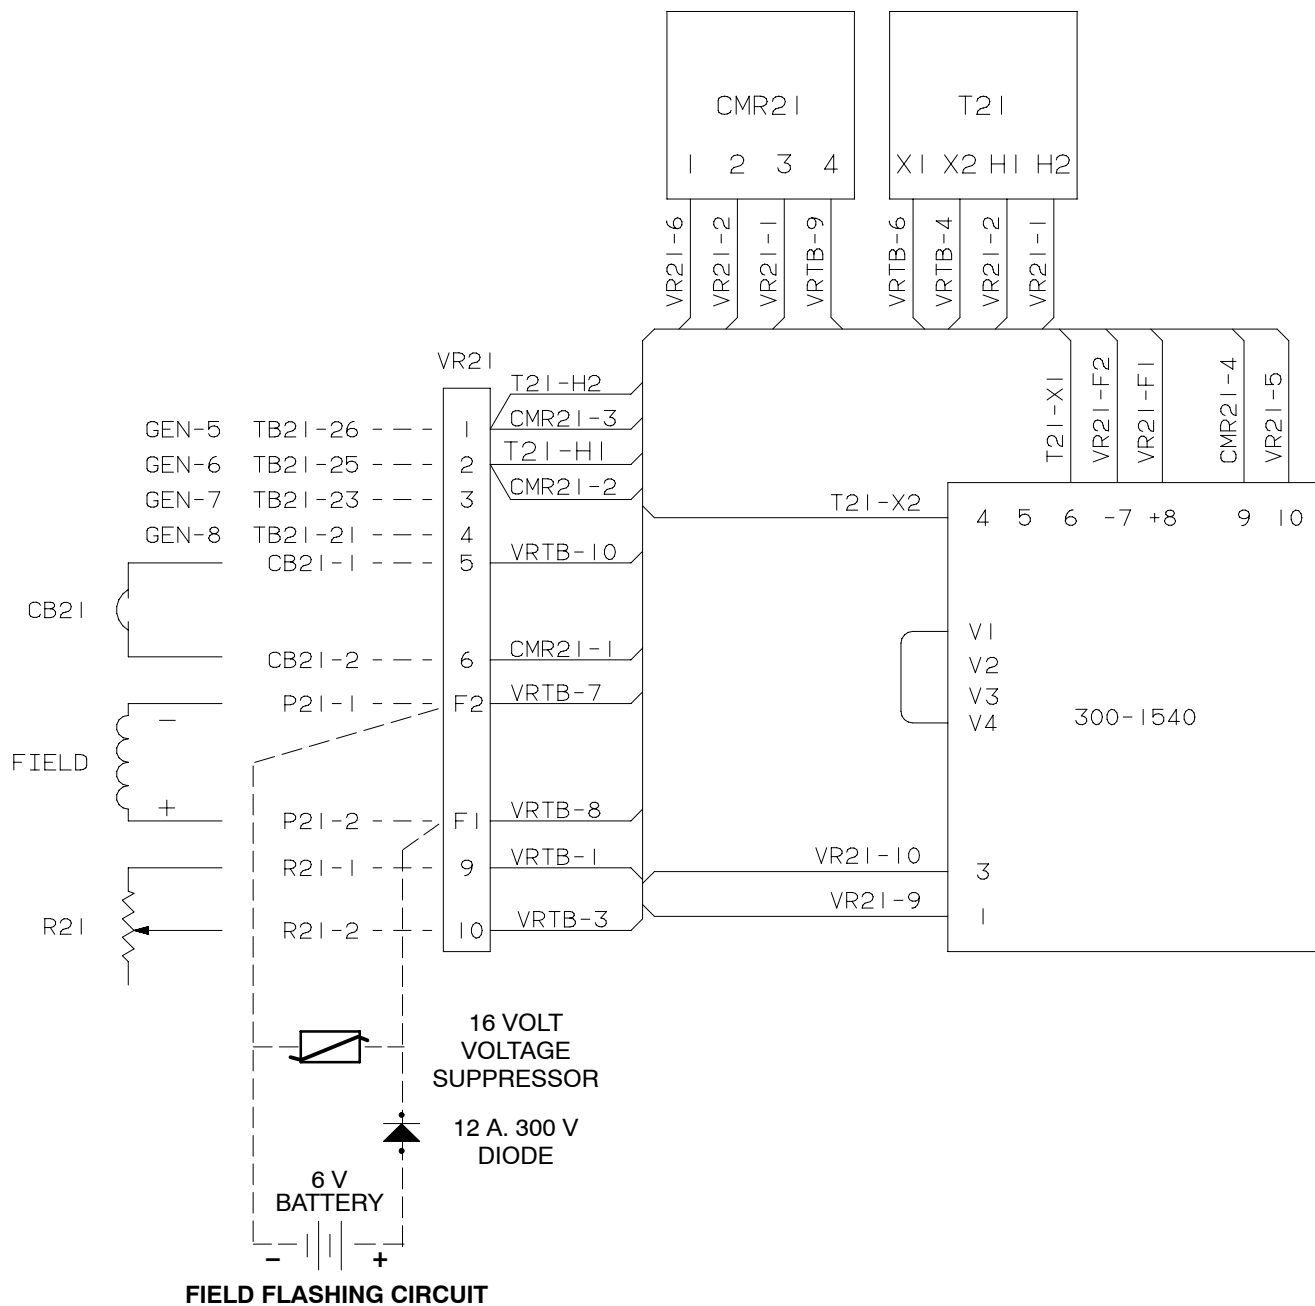 CMR21
T21
1 2 3 4
X1 X2 H1 H2
VR21-6
VR21-2
VR21-1
VRTB-9
VRTB-6
VRTB-4
VR21-2
VR21-1
T21-X1
VR21-F2
VR21-F1
CMR21-4
VR21-5
VR21
T21-H2
GEN-5 TB21-26 1 CMR21-3
GEN-6 TB21-25 2 T21-H1
GEN-7 TB21-23 3 CMR21-2
GEN-8 TB21-21 4
T21-X2 4 5 6 -7 +8 9 10
CB21-1 5 VRTB-10
CB21
CB21-2 6 CMR21-1
P21-1 F2 VRTB-7
V1
V2
V3
V4
300-1540
−
FIELD
+
P21-2 F1 VRTB-8
R21-1 9 VRTB-1
VR21-10 3
VR21-9 1
R21
R21-2 10 VRTB-3
16 VOLT
VOLTAGE
SUPPRESSOR
12 A. 300 V
DIODE
6 V
BATTERY
− +
FIELD FLASHING CIRCUIT